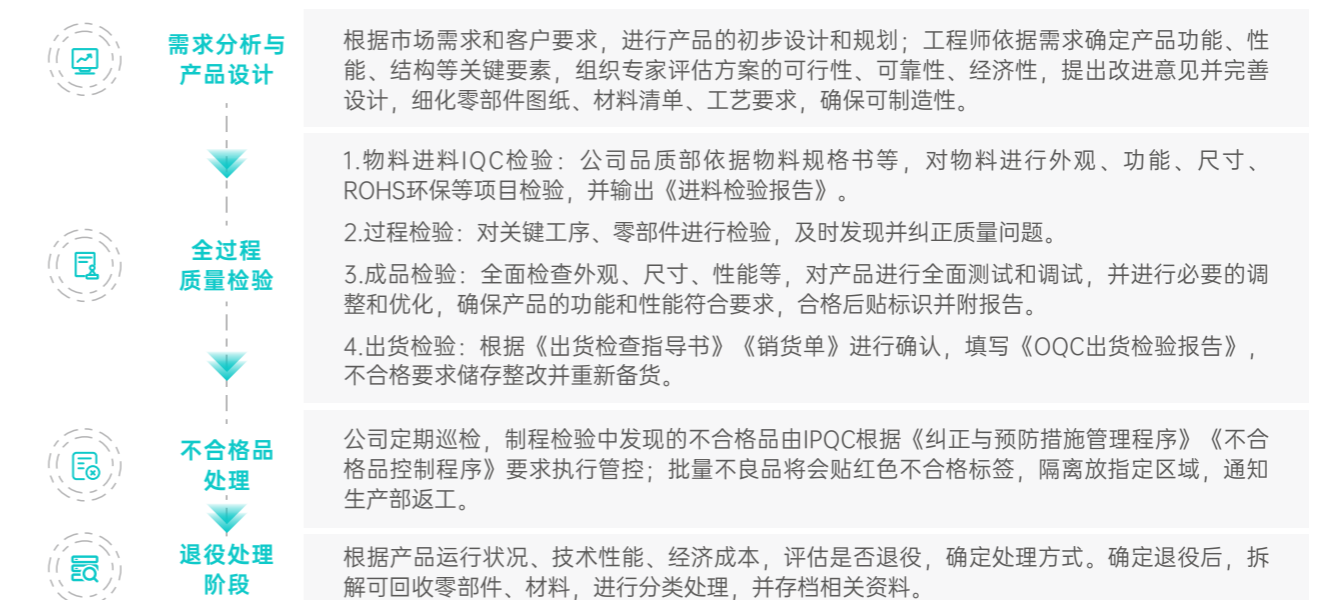 需求分析与
产品设计
根据市场需求和客户要求，进行产品的初步设计和规划；工程师依据需求确定产品功能、性
能、结构等关键要素，组织专家评估方案的可行性、可靠性、经济性，提出改进意见并完善
设计，细化零部件图纸、材料清单、工艺要求，确保可制造性。
全过程
质量检验
1.物料进料IQC检验：公司品质部依据物料规格书等，对物料进行外观、功能、尺寸、
ROHS环保等项目检验，并输出《进料检验报告》。
2.过程检验：对关键工序、零部件进行检验，及时发现并纠正质量问题。
3.成品检验：全面检查外观、尺寸、性能等，对产品进行全面测试和调试，并进行必要的调
整和优化，确保产品的功能和性能符合要求，合格后贴标识并附报告。
4.出货检验：根据《出货检查指导书》《销货单》进行确认，填写《OQC出货检验报告》，
不合格要求储存整改并重新备货。
不合格品
处理
公司定期巡检，制程检验中发现的不合格品由IPQC根据《纠正与预防措施管理程序》《不合
格品控制程序》要求执行管控；批量不良品将会贴红色不合格标签，隔离放指定区域，通知
生产部返工。
退役处理
阶段
根据产品运行状况、技术性能、经济成本，评估是否退役，确定处理方式。确定退役后，拆
解可回收零部件、材料，进行分类处理，并存档相关资料。